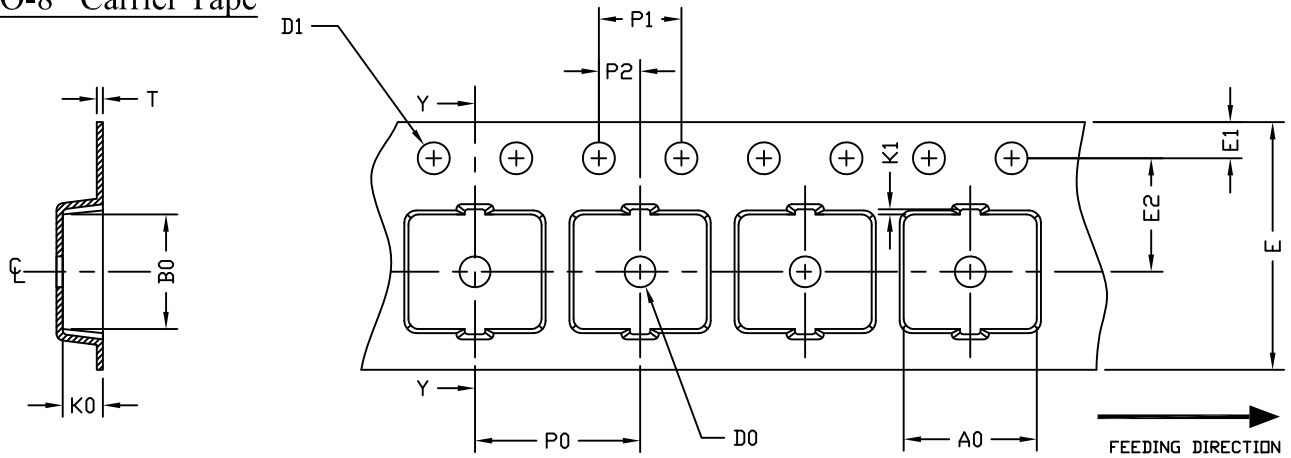 O-8 Carrier Tape
D1
P1
P2
T
Y
K1
E1
E2
E
B0
℄
Y
K0
P0
D0
A0
FEEDING DIRECTION